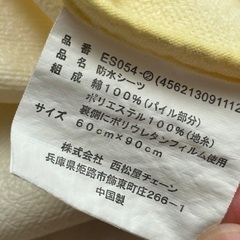 品番 ES054-② (45621309111２
品名 防水シーツ
組成 綿100%(パイル部分)
ポリエステル100%(地糸)
裏側にポリウレタンフィルム使用
サイズ 60cm×90cm
株式会社 西松屋チェーン
兵庫県姫路市飾東町庄266-1
中国製